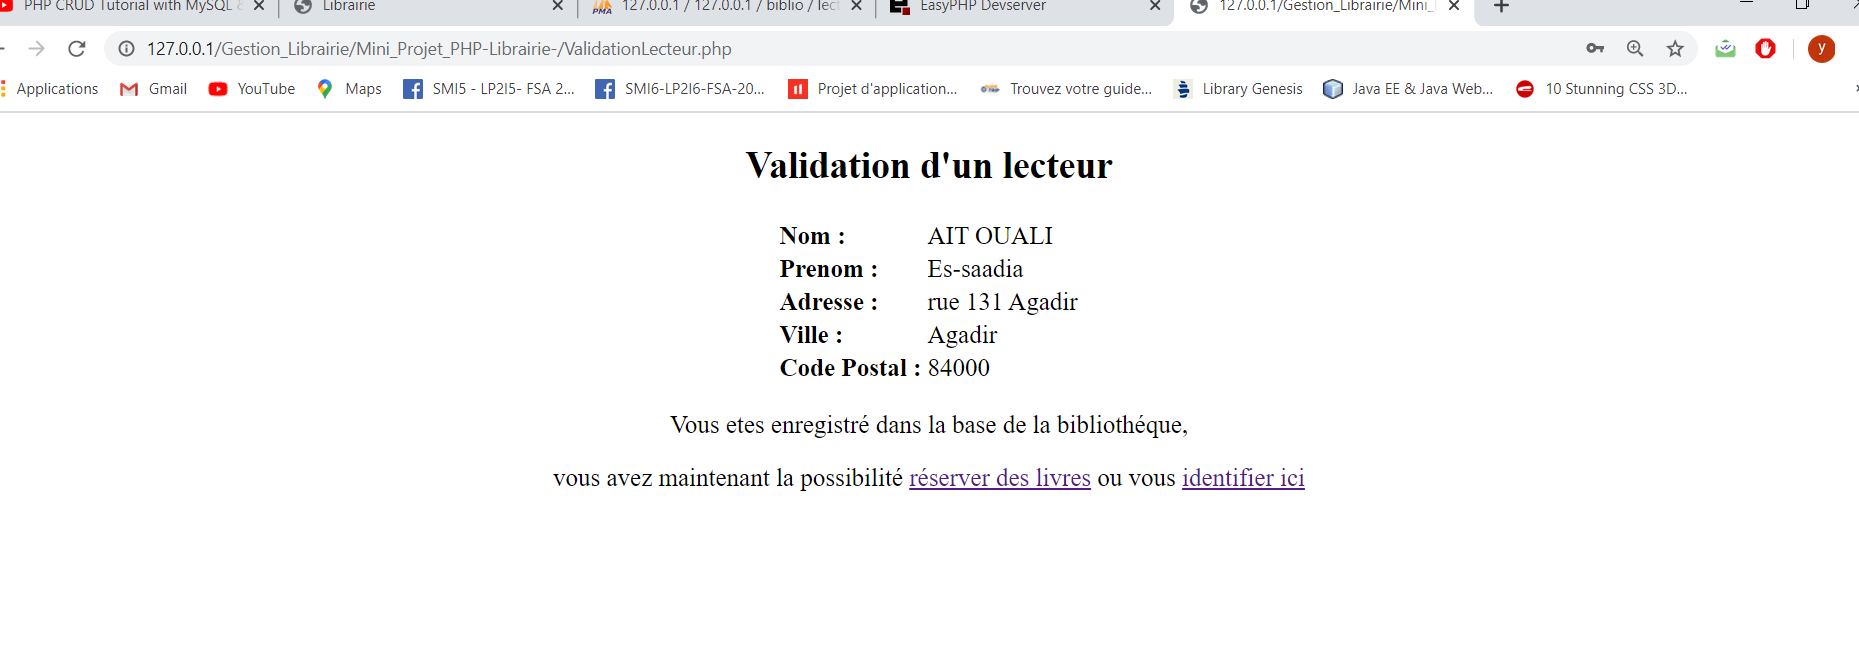 PHP CRUD Tutorial with MySQL & Librairie 127.0.0.1 / 127.0.0.1 / biblio / lect EasyPHP Devserver 127.0.0.1/Gestion_Librairie/Mini_
127.0.0.1/Gestion_Librairie/Mini_Projet_PHP-Librairie-/ValidationLecteur.php y
Applications Gmail YouTube Maps SMI5 - LP2I5- FSA 2... SMI6-LP2I6-FSA-20... Projet d'application... Trouvez votre guide... Library Genesis Java EE & Java Web... 10 Stunning CSS 3D...
Validation d'un lecteur
Nom : AIT OUALI
Prenom : Es-saadia
Adresse : rue 131 Agadir
Ville : Agadir
Code Postal : 84000
Vous etes enregistré dans la base de la bibliothéque,
vous avez maintenant la possibilité réserver des livres ou vous identifier ici